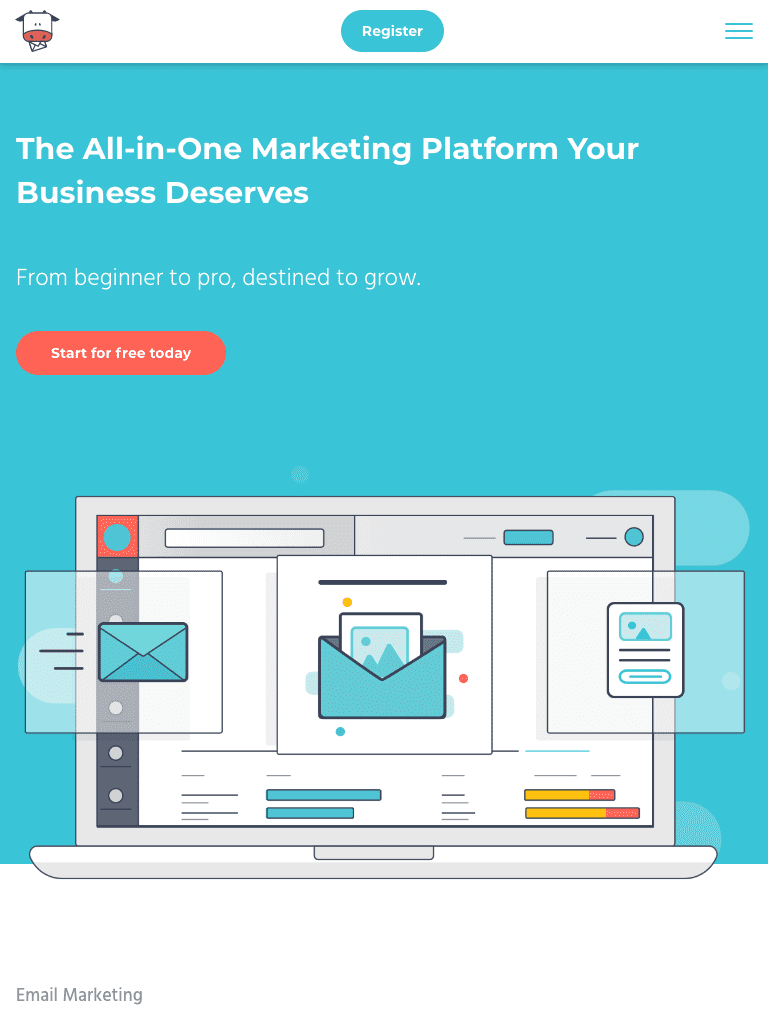 Register
The All-in-One Marketing Platform Your
Business Deserves
From beginner to pro, destined to grow.
Start for free today
Email Marketing